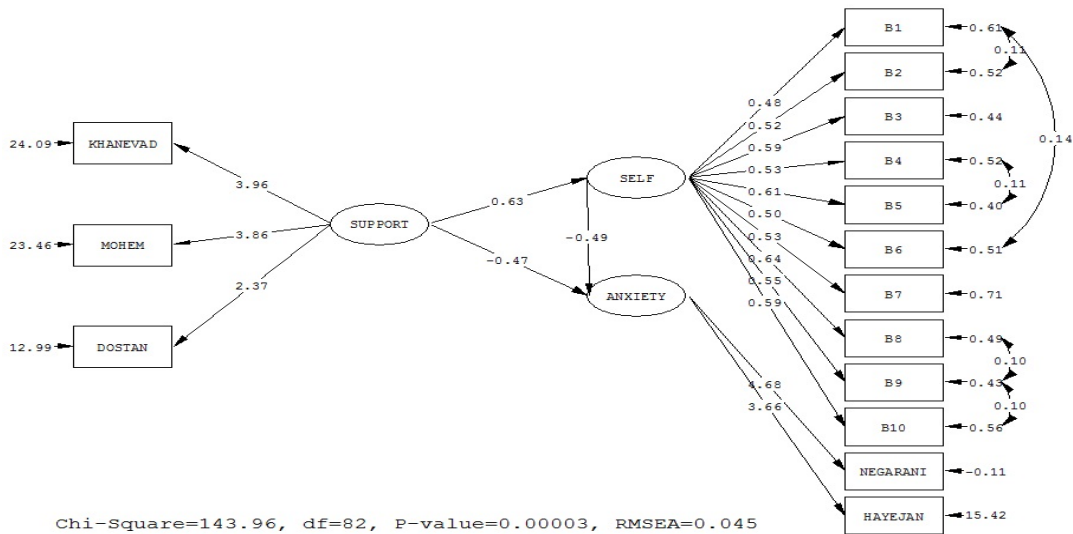 B1
0.61
0.11
B2
0.52
0.48
B3
0.44
0.52
KHANEVAD
24.09
0.59
0.14
B4
0.52
0.53
3.96
SELF
0.11
0.61
B5
0.40
0.63
0.50
SUPPORT
0.53
-0.49
B6
0.51
MOHEM
23.46
3.86
0.64
-0.47
0.55
2.37
ANXIETY
B7
0.71
0.59
B8
0.49
DOSTAN
12.99
0.10
B9
0.43
4.68
3.66
0.10
B10
0.56
NEGARANI
-0.11
HAYEJAN
15.42
Chi-Square=143.96, df=82, P-value=0.00003, RMSEA=0.045